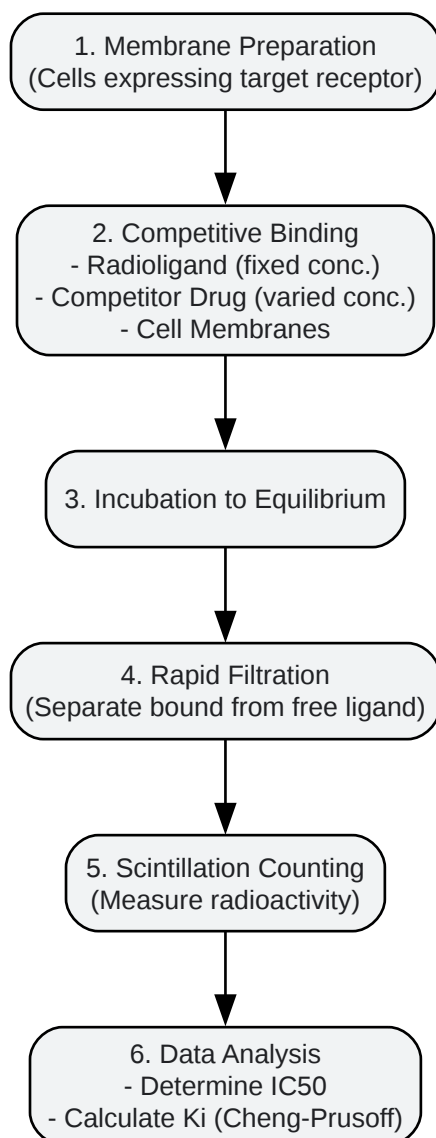 1. Membrane Preparation
(Cells expressing target receptor)
2. Competitive Binding
- Radioligand (fixed conc.)
- Competitor Drug (varied conc.)
- Cell Membranes
3. Incubation to Equilibrium
4. Rapid Filtration
(Separate bound from free ligand)
5. Scintillation Counting
(Measure radioactivity)
6. Data Analysis
- Determine IC50
- Calculate Ki (Cheng-Prusoff)